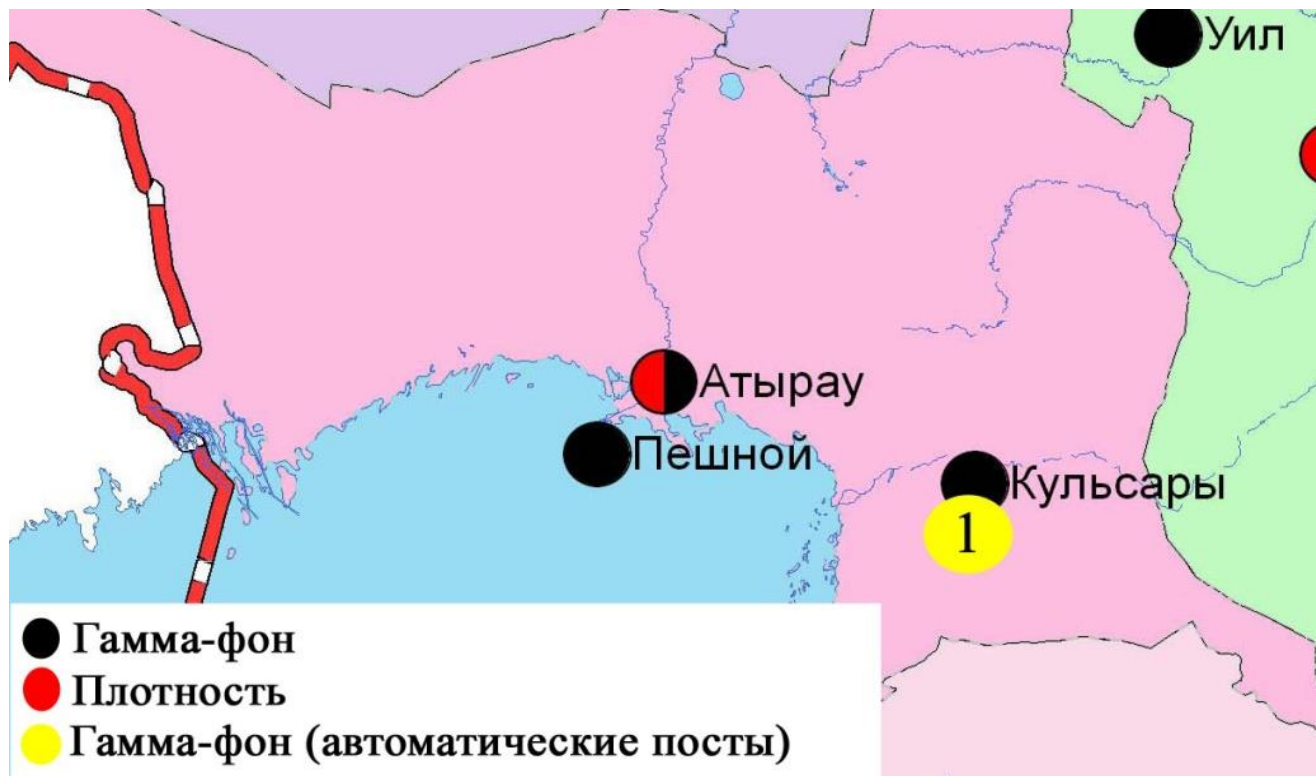 Уил
Атырау
Пешной
Кульсары
1
Гамма-фон
Плотность
Гамма-фон (автоматические посты)